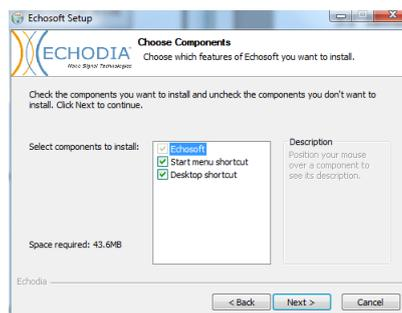 Echosoft Setup
ECHODIA
Choose Components
Choose which features of Echosoft you want to install.
Check the components you want to install and uncheck the components you don't want to
install. Click Next to continue.
Select components to install:
Echosoft
Start menu shortcut
Desktop shortcut
Description
Position your mouse
over a component to
see its description.
Space required: 43.6MB
Echodia
< Back
Next >
Cancel